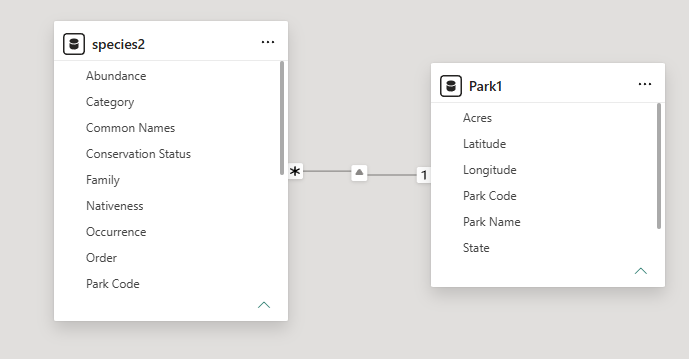 species2
Abundance
Category
Common Names
Conservation Status
Family
Nativeness
Occurrence
Order
Park Code
* 1
Park1
Acres
Latitude
Longitude
Park Code
Park Name
State